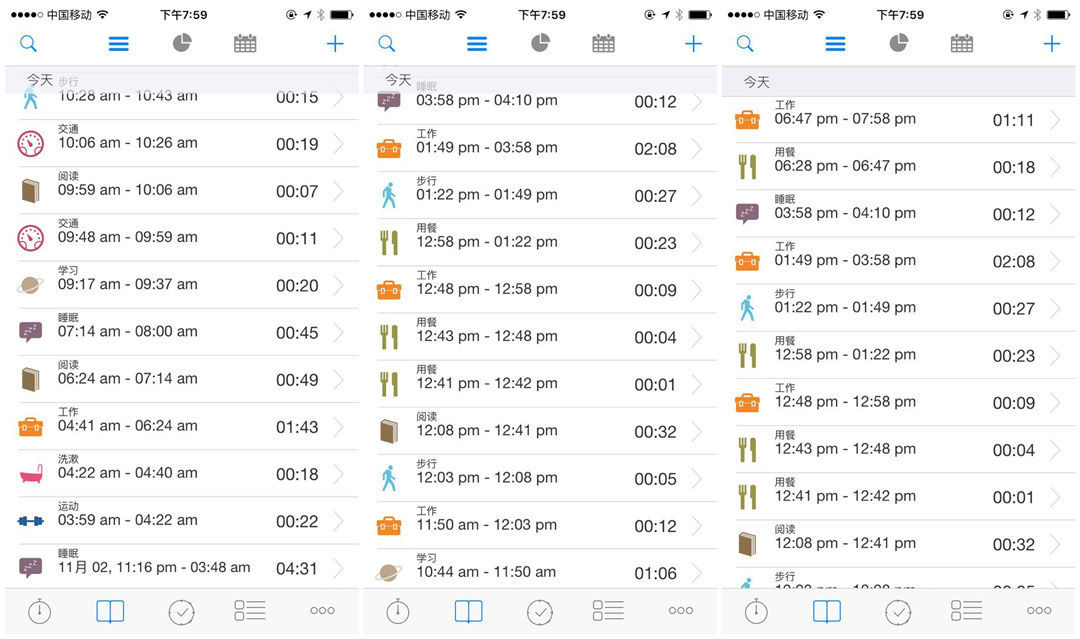 中国移动 下午7:59
今天
步行
10:28 am - 10:43 am 00:15
交通
10:06 am - 10:26 am 00:19
阅读
09:59 am - 10:06 am 00:07
交通
09:48 am - 09:59 am 00:11
学习
09:17 am - 09:37 am 00:20
睡眠
07:14 am - 08:00 am 00:45
阅读
06:24 am - 07:14 am 00:49
工作
04:41 am - 06:24 am 01:43
洗漱
04:22 am - 04:40 am 00:18
运动
03:59 am - 04:22 am 00:22
睡眠
11月 02, 11:16 pm - 03:48 am 04:31
中国移动 下午7:59
今天
睡眠
03:58 pm - 04:10 pm 00:12
工作
01:49 pm - 03:58 pm 02:08
步行
01:22 pm - 01:49 pm 00:27
用餐
12:58 pm - 01:22 pm 00:23
工作
12:48 pm - 12:58 pm 00:09
用餐
12:43 pm - 12:48 pm 00:04
用餐
12:41 pm - 12:42 pm 00:01
阅读
12:08 pm - 12:41 pm 00:32
步行
12:03 pm - 12:08 pm 00:05
工作
11:50 am - 12:03 pm 00:12
学习
10:44 am - 11:50 am 01:06
中国移动 下午7:59
今天
工作
06:47 pm - 07:58 pm 01:11
用餐
06:28 pm - 06:47 pm 00:18
睡眠
03:58 pm - 04:10 pm 00:12
工作
01:49 pm - 03:58 pm 02:08
步行
01:22 pm - 01:49 pm 00:27
用餐
12:58 pm - 01:22 pm 00:23
工作
12:48 pm - 12:58 pm 00:09
用餐
12:43 pm - 12:48 pm 00:04
用餐
12:41 pm - 12:42 pm 00:01
阅读
12:08 pm - 12:41 pm 00:32
步行